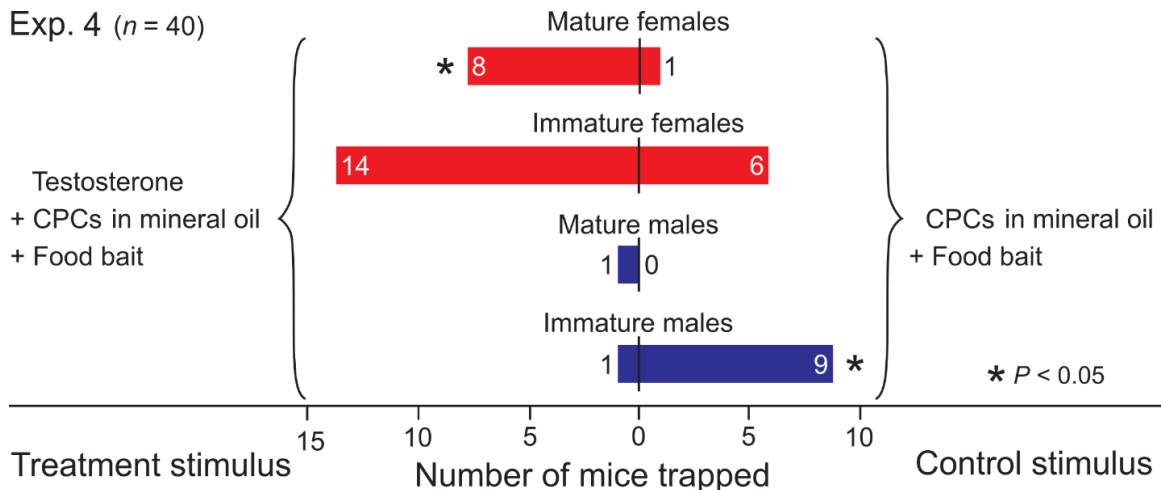 Exp. 4 (n = 40)
Mature females
* 8 1
Immature females
14 6
Testosterone
+ CPCs in mineral oil
+ Food bait
CPCs in mineral oil
+ Food bait
Mature males
1 0
Immature males
1 9 *
* P < 0.05
15 10 5 0 5 10
Treatment stimulus
Number of mice trapped
Control stimulus